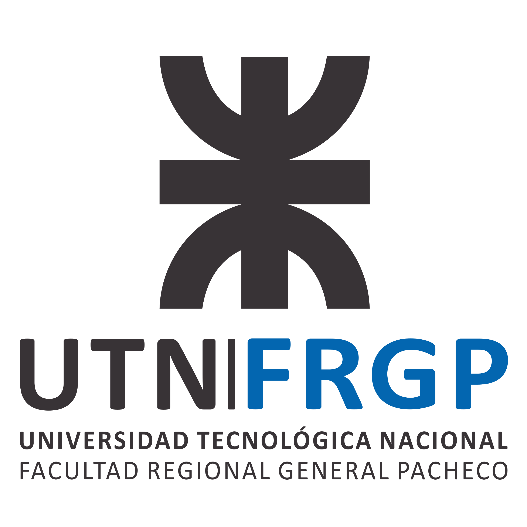 UTN|FRGP
UNIVERSIDAD TECNOLÓGICA NACIONAL
FACULTAD REGIONAL GENERAL PACHECO